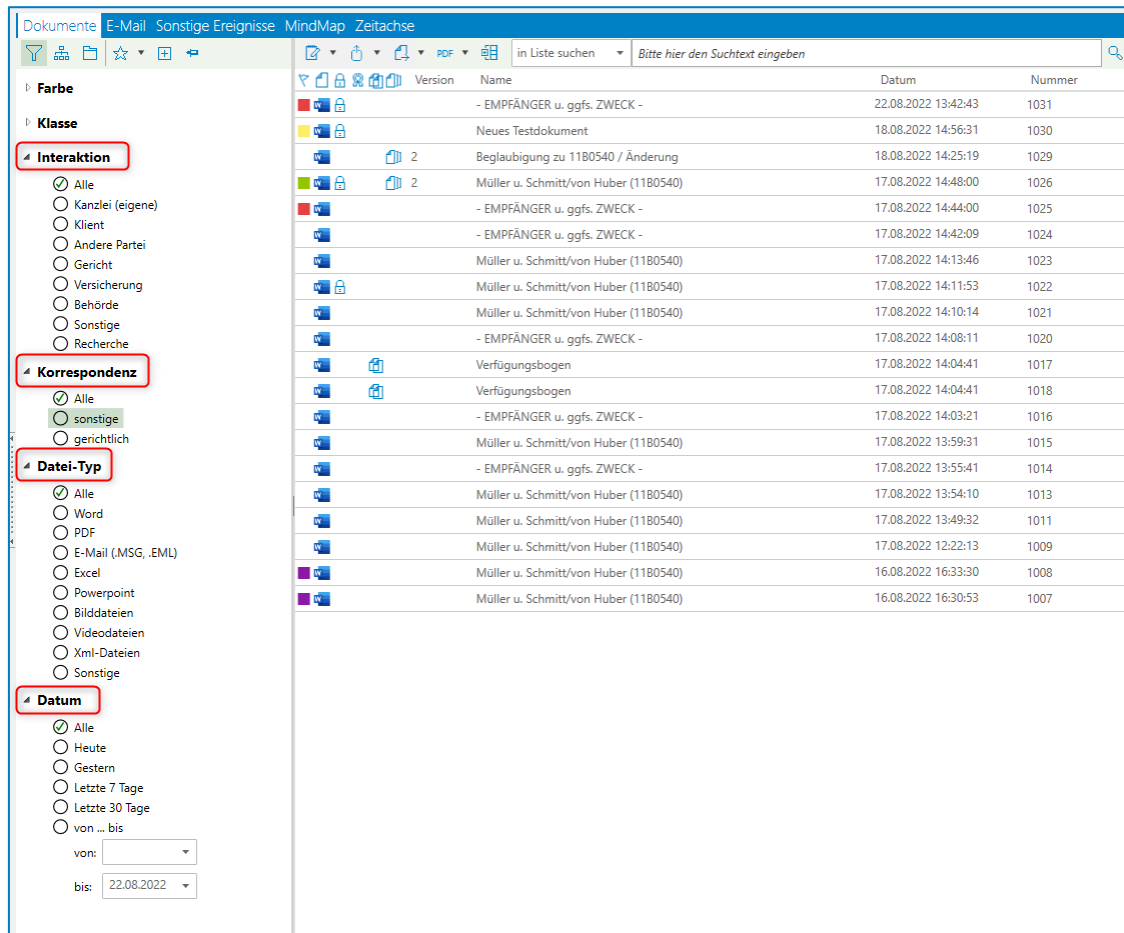 Dokumente E-Mail Sonstige Ereignisse MindMap Zeitachse
PDF in Liste suchen Bitte hier den Suchtext eingeben
Farbe
Klasse
Interaktion
Alle
Kanzlei (eigene)
Klient
Andere Partei
Gericht
Versicherung
Behörde
Sonstige
Recherche
Korrespondenz
Alle
sonstige
gerichtlich
Datei-Typ
Alle
Word
PDF
E-Mail (.MSG, .EML)
Excel
Powerpoint
Bilddateien
Videodateien
Xml-Dateien
Sonstige
Datum
Alle
Heute
Gestern
Letzte 7 Tage
Letzte 30 Tage
von ... bis
von:
bis: 22.08.2022
Version Name Datum Nummer
- EMPFÄNGER u. ggfs. ZWECK - 22.08.2022 13:42:43 1031
Neues Testdokument 18.08.2022 14:56:31 1030
2 Beglaubigung zu 11B0540 / Änderung 18.08.2022 14:25:19 1029
2 Müller u. Schmitt/von Huber (11B0540) 17.08.2022 14:48:00 1026
- EMPFÄNGER u. ggfs. ZWECK - 17.08.2022 14:44:00 1025
- EMPFÄNGER u. ggfs. ZWECK - 17.08.2022 14:42:09 1024
Müller u. Schmitt/von Huber (11B0540) 17.08.2022 14:13:46 1023
Müller u. Schmitt/von Huber (11B0540) 17.08.2022 14:11:53 1022
Müller u. Schmitt/von Huber (11B0540) 17.08.2022 14:10:14 1021
- EMPFÄNGER u. ggfs. ZWECK - 17.08.2022 14:08:11 1020
Verfügungsbogen 17.08.2022 14:04:41 1017
Verfügungsbogen 17.08.2022 14:04:41 1018
- EMPFÄNGER u. ggfs. ZWECK - 17.08.2022 14:03:21 1016
Müller u. Schmitt/von Huber (11B0540) 17.08.2022 13:59:31 1015
- EMPFÄNGER u. ggfs. ZWECK - 17.08.2022 13:55:41 1014
Müller u. Schmitt/von Huber (11B0540) 17.08.2022 13:54:10 1013
Müller u. Schmitt/von Huber (11B0540) 17.08.2022 13:49:32 1011
Müller u. Schmitt/von Huber (11B0540) 17.08.2022 12:22:13 1009
Müller u. Schmitt/von Huber (11B0540) 16.08.2022 16:33:30 1008
Müller u. Schmitt/von Huber (11B0540) 16.08.2022 16:30:53 1007